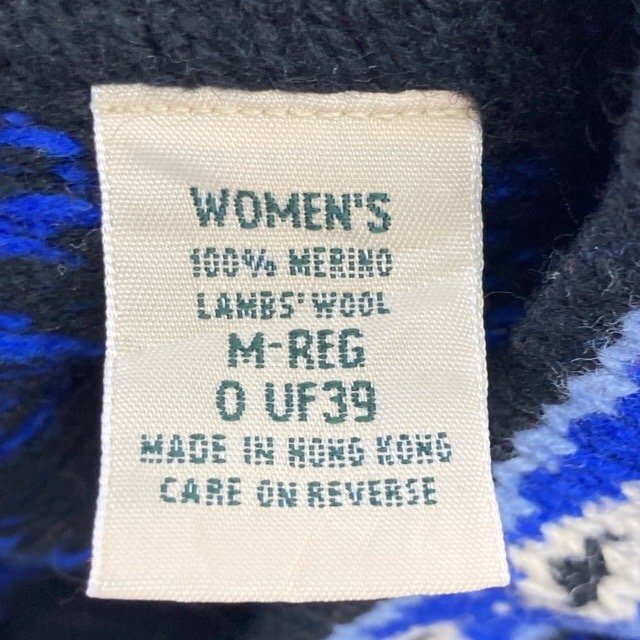 WOMEN'S
100% MERINO
LAMBS' WOOL
M-REG
0 UF39
MADE IN HONG KONG
CARE ON REVERSE